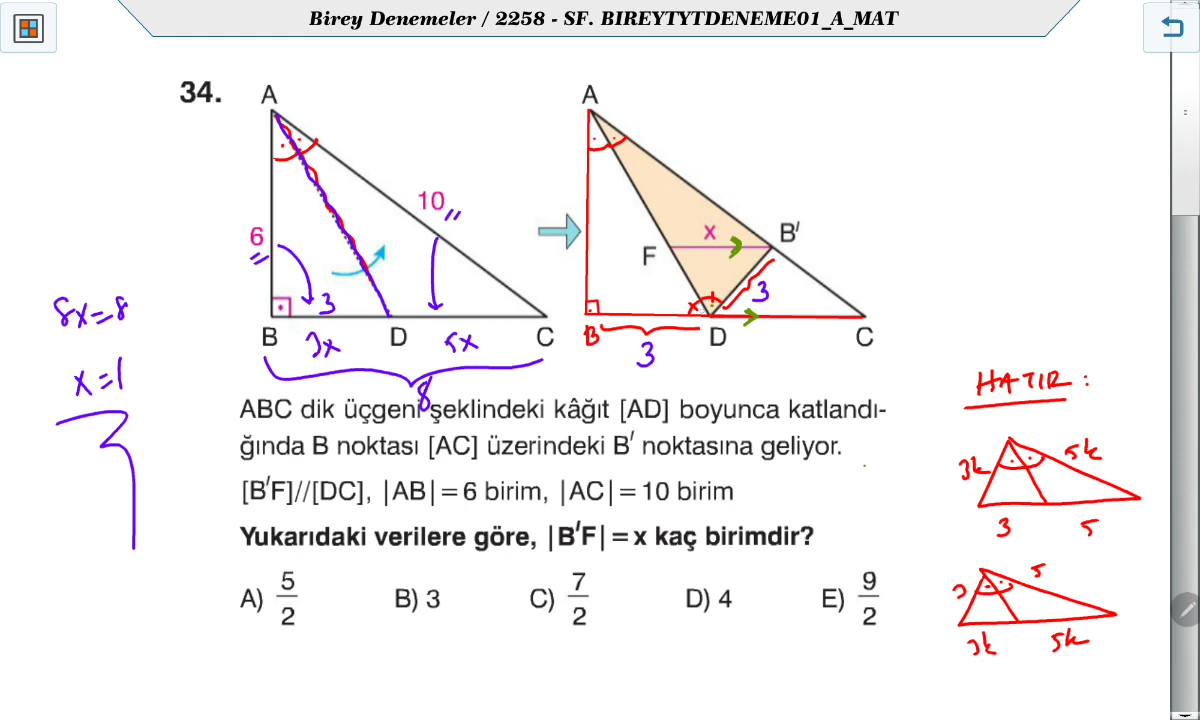 Birey Denemeler / 2258 - SF. BIREYTYTDENEME01_A_MAT
34.
A
A
10
6
x
B′
F
3
3
B
D
C
B
D
C
3x
5x
3
8
8x=8
x=1
HATIR :
3k
5k
3
5
3
5
3k
5k
ABC dik üçgeni şeklindeki kâğıt [AD] boyunca katlandı-
ğında B noktası [AC] üzerindeki B′ noktasına geliyor.
[B′F]//[DC], |AB|=6 birim, |AC|=10 birim
Yukarıdaki verilere göre, |B′F|=x kaç birimdir?
A) 5/2 B) 3 C) 7/2 D) 4 E) 9/2